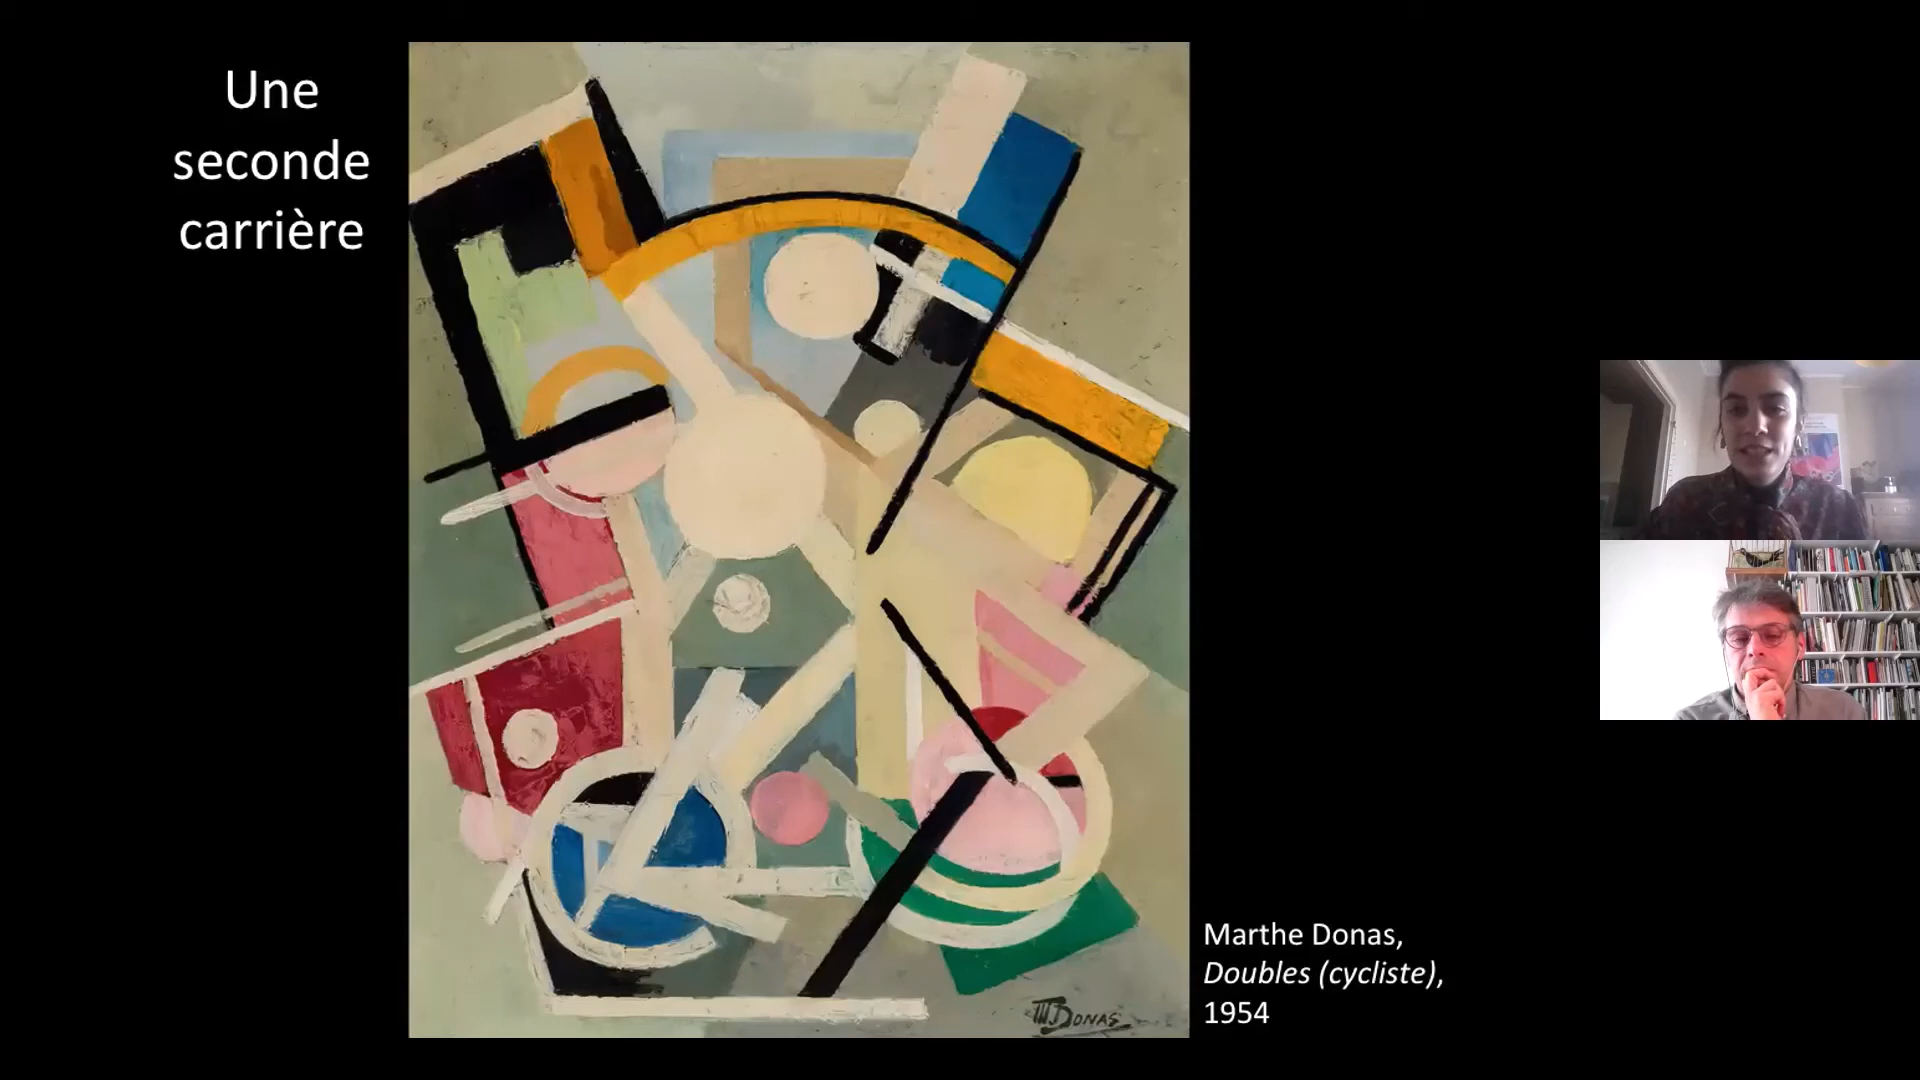 Une
seconde
carrière
Marthe Donas,
Doubles (cycliste),
1954
M. DONAS